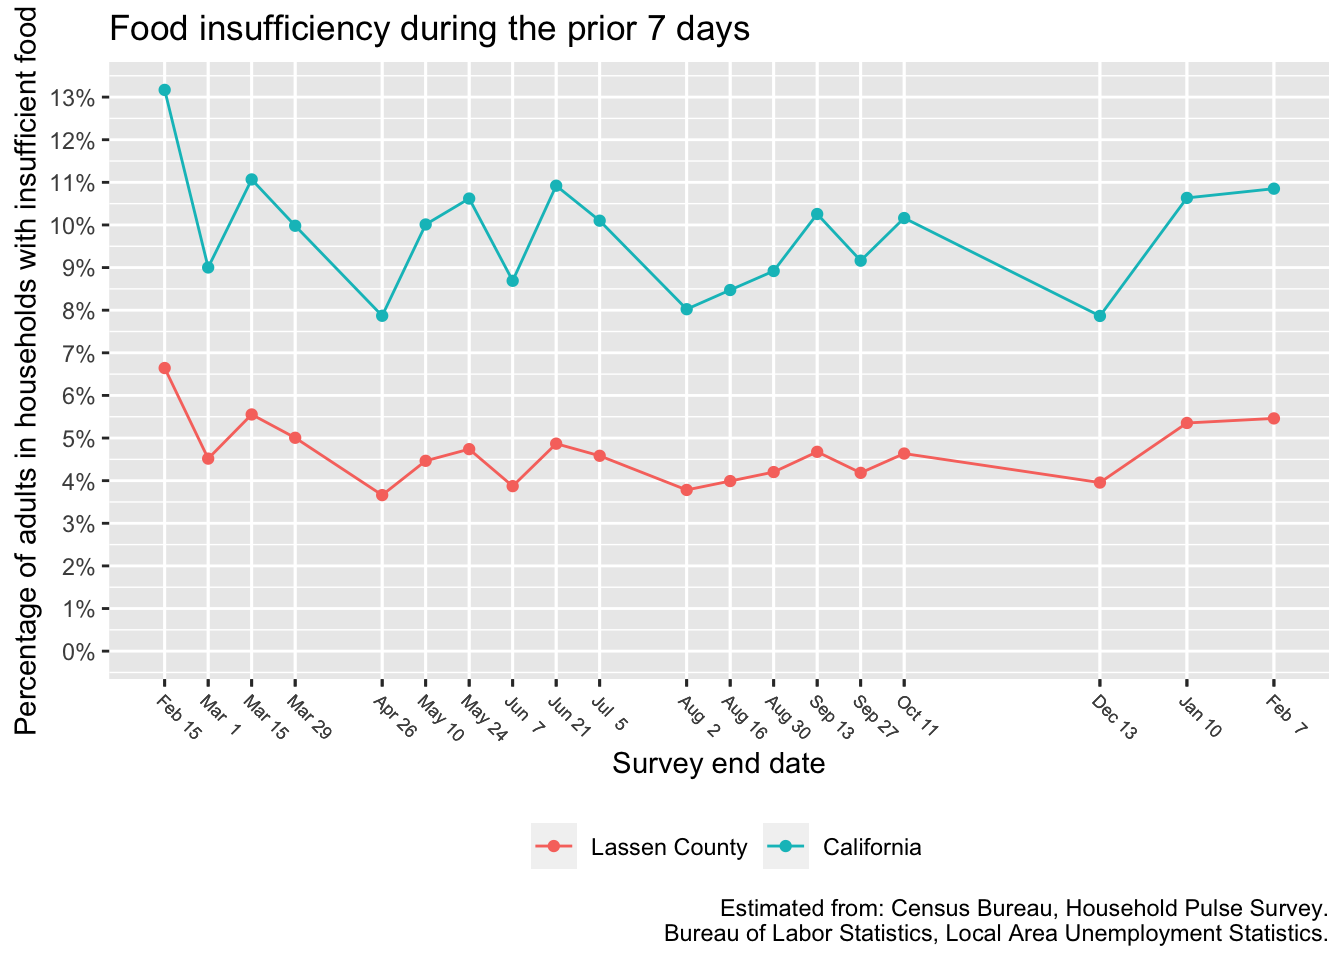 Food insufficiency during the prior 7 days
Percentage of adults in households with insufficient food
13%
12%
11%
10%
9%
8%
7%
6%
5%
4%
3%
2%
1%
0%
Feb 15
Mar 1
Mar 15
Mar 29
Apr 26
May 10
May 24
Jun 7
Jun 21
Jul 5
Aug 2
Aug 16
Aug 30
Sep 13
Sep 27
Oct 11
Dec 13
Jan 10
Feb 7
Survey end date
Lassen County
California
Estimated from: Census Bureau, Household Pulse Survey.
Bureau of Labor Statistics, Local Area Unemployment Statistics.